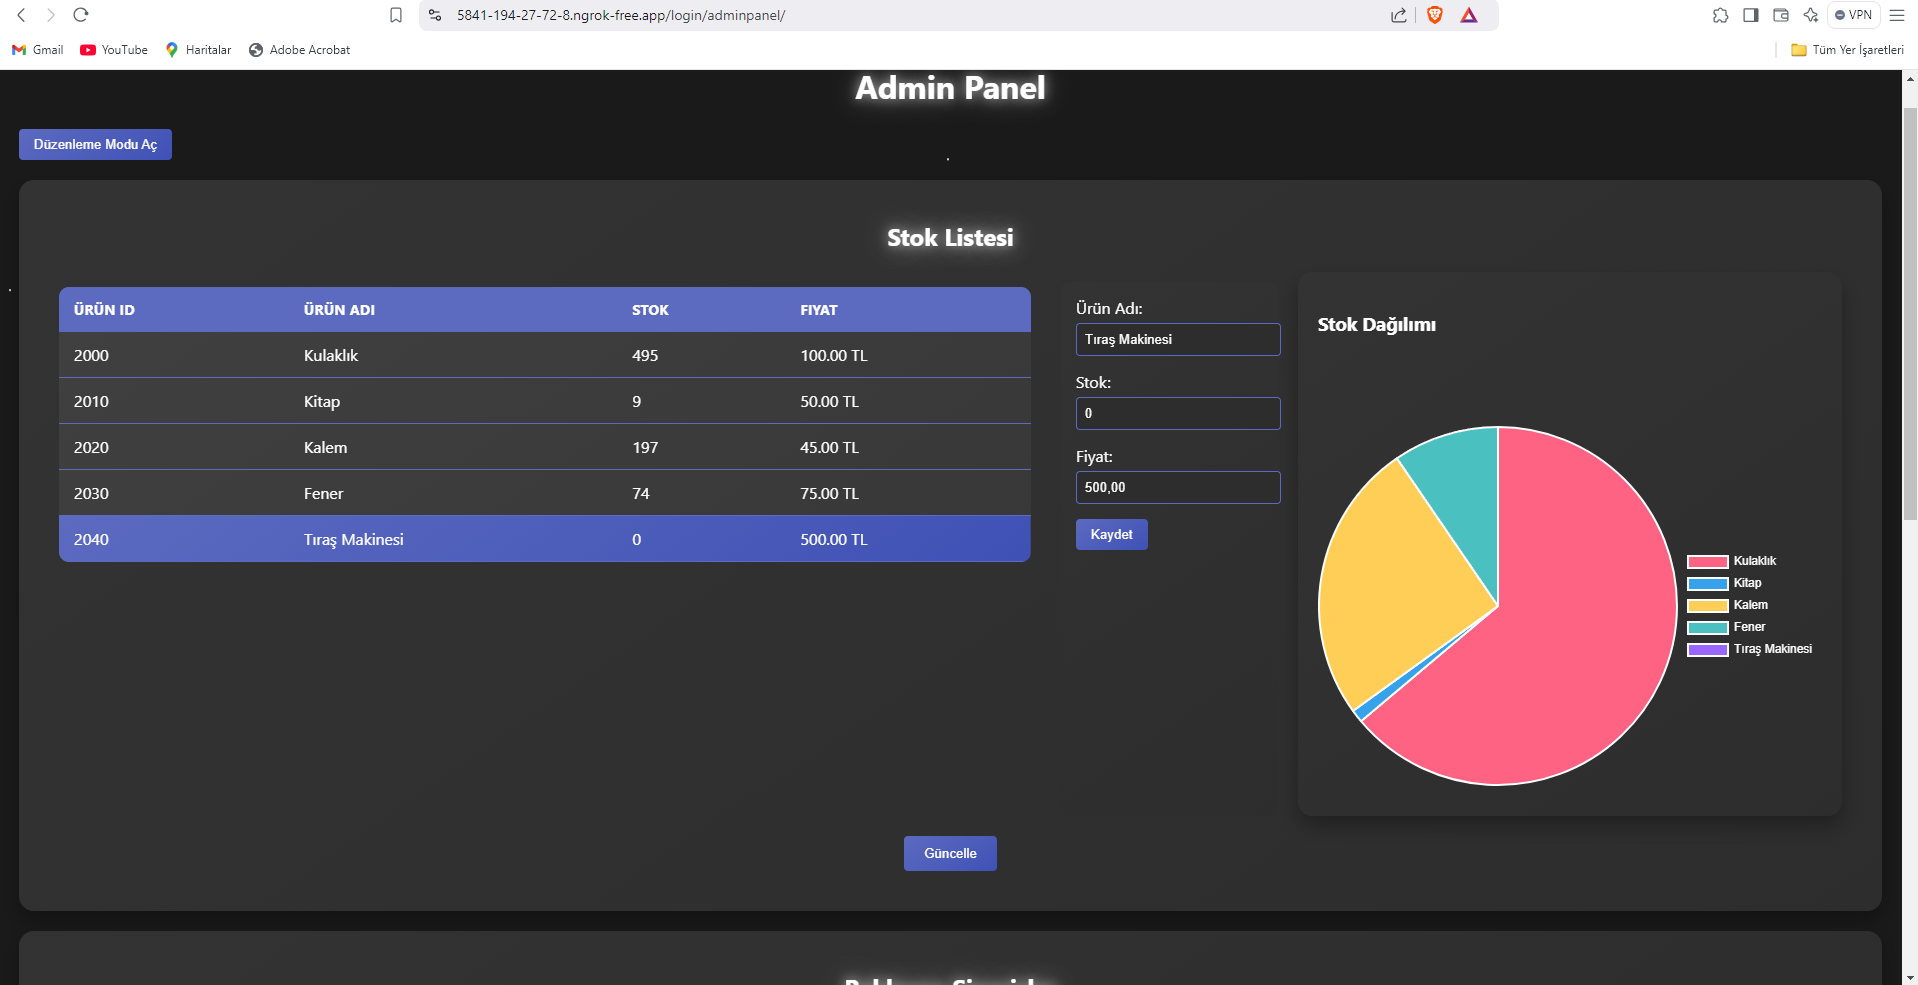 5841-194-27-72-8.ngrok-free.app/login/adminpanel/
VPN
Gmail
YouTube
Haritalar
Adobe Acrobat
Tüm Yer İşaretleri
Admin Panel
Düzenleme Modu Aç
Stok Listesi
ÜRÜN ID ÜRÜN ADI STOK FIYAT
2000 Kulaklık 495 100.00 TL
2010 Kitap 9 50.00 TL
2020 Kalem 197 45.00 TL
2030 Fener 74 75.00 TL
2040 Tıraş Makinesi 0 500.00 TL
Ürün Adı:
Tıraş Makinesi
Stok:
0
Fiyat:
500,00
Kaydet
Stok Dağılımı
Kulaklık
Kitap
Kalem
Fener
Tıraş Makinesi
Güncelle